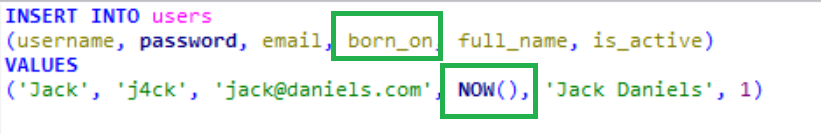 INSERT INTO users
(username, password, email, born_on, full_name, is_active)
VALUES
('Jack', 'j4ck', 'jack@daniels.com', NOW(), 'Jack Daniels', 1)